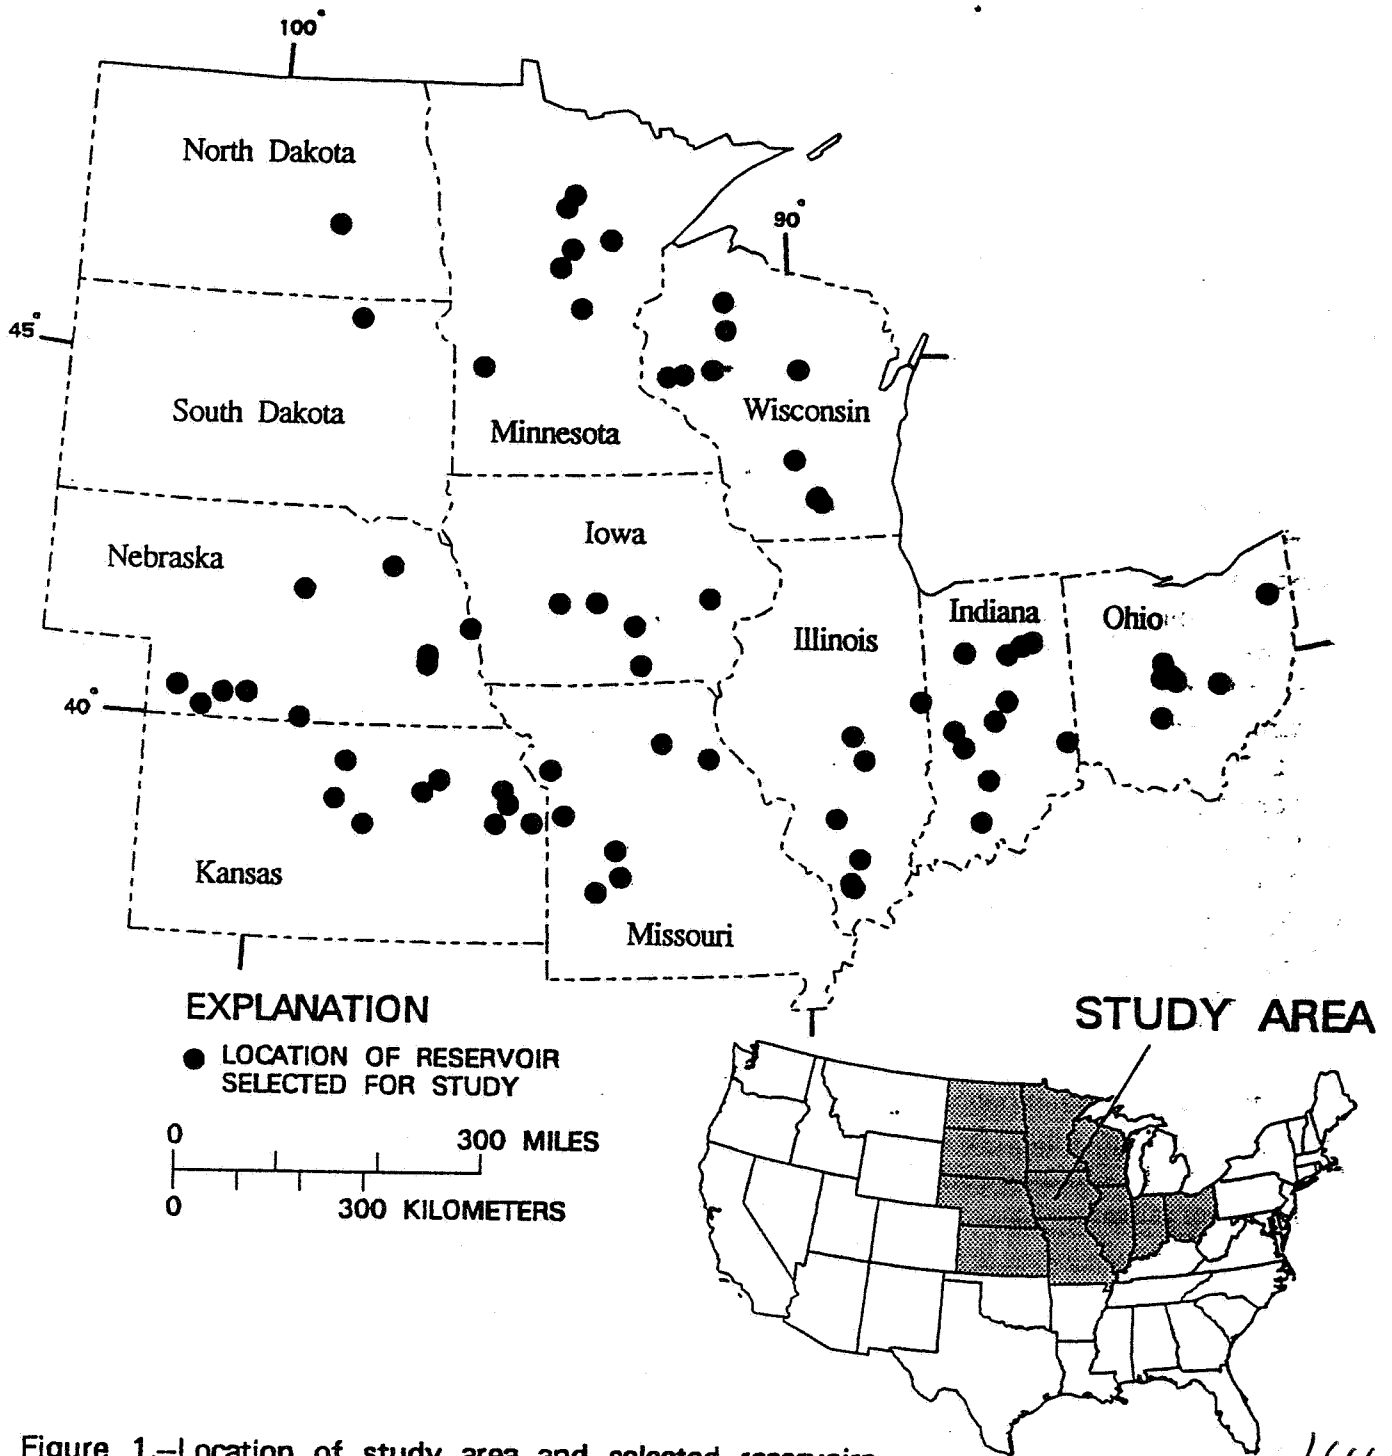 100°
North Dakota
90°
45°
South Dakota
Wisconsin
Minnesota
Iowa
Nebraska
Indiana
Ohio
Illinois
40°
Kansas
Missouri
EXPLANATION
LOCATION OF RESERVOIR
SELECTED FOR STUDY
0 300 MILES
0 300 KILOMETERS
STUDY AREA
Figure 1.—Location of study area and selected reservoirs